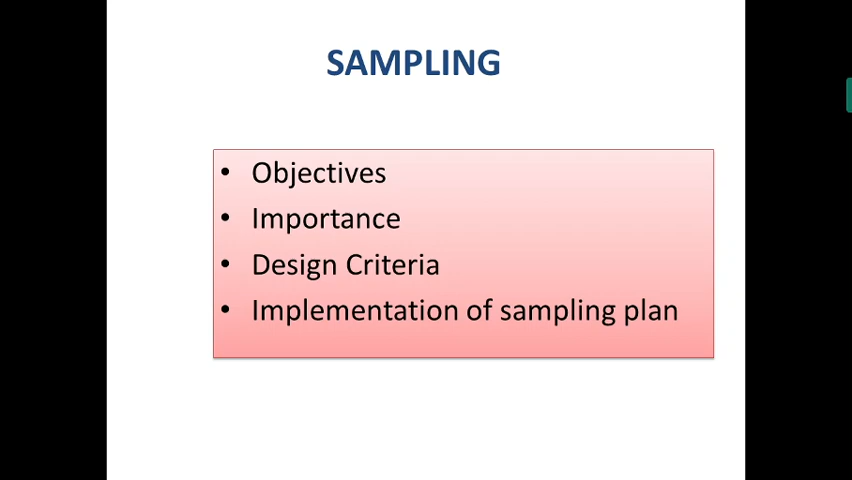 SAMPLING
• Objectives
• Importance
• Design Criteria
• Implementation of sampling plan